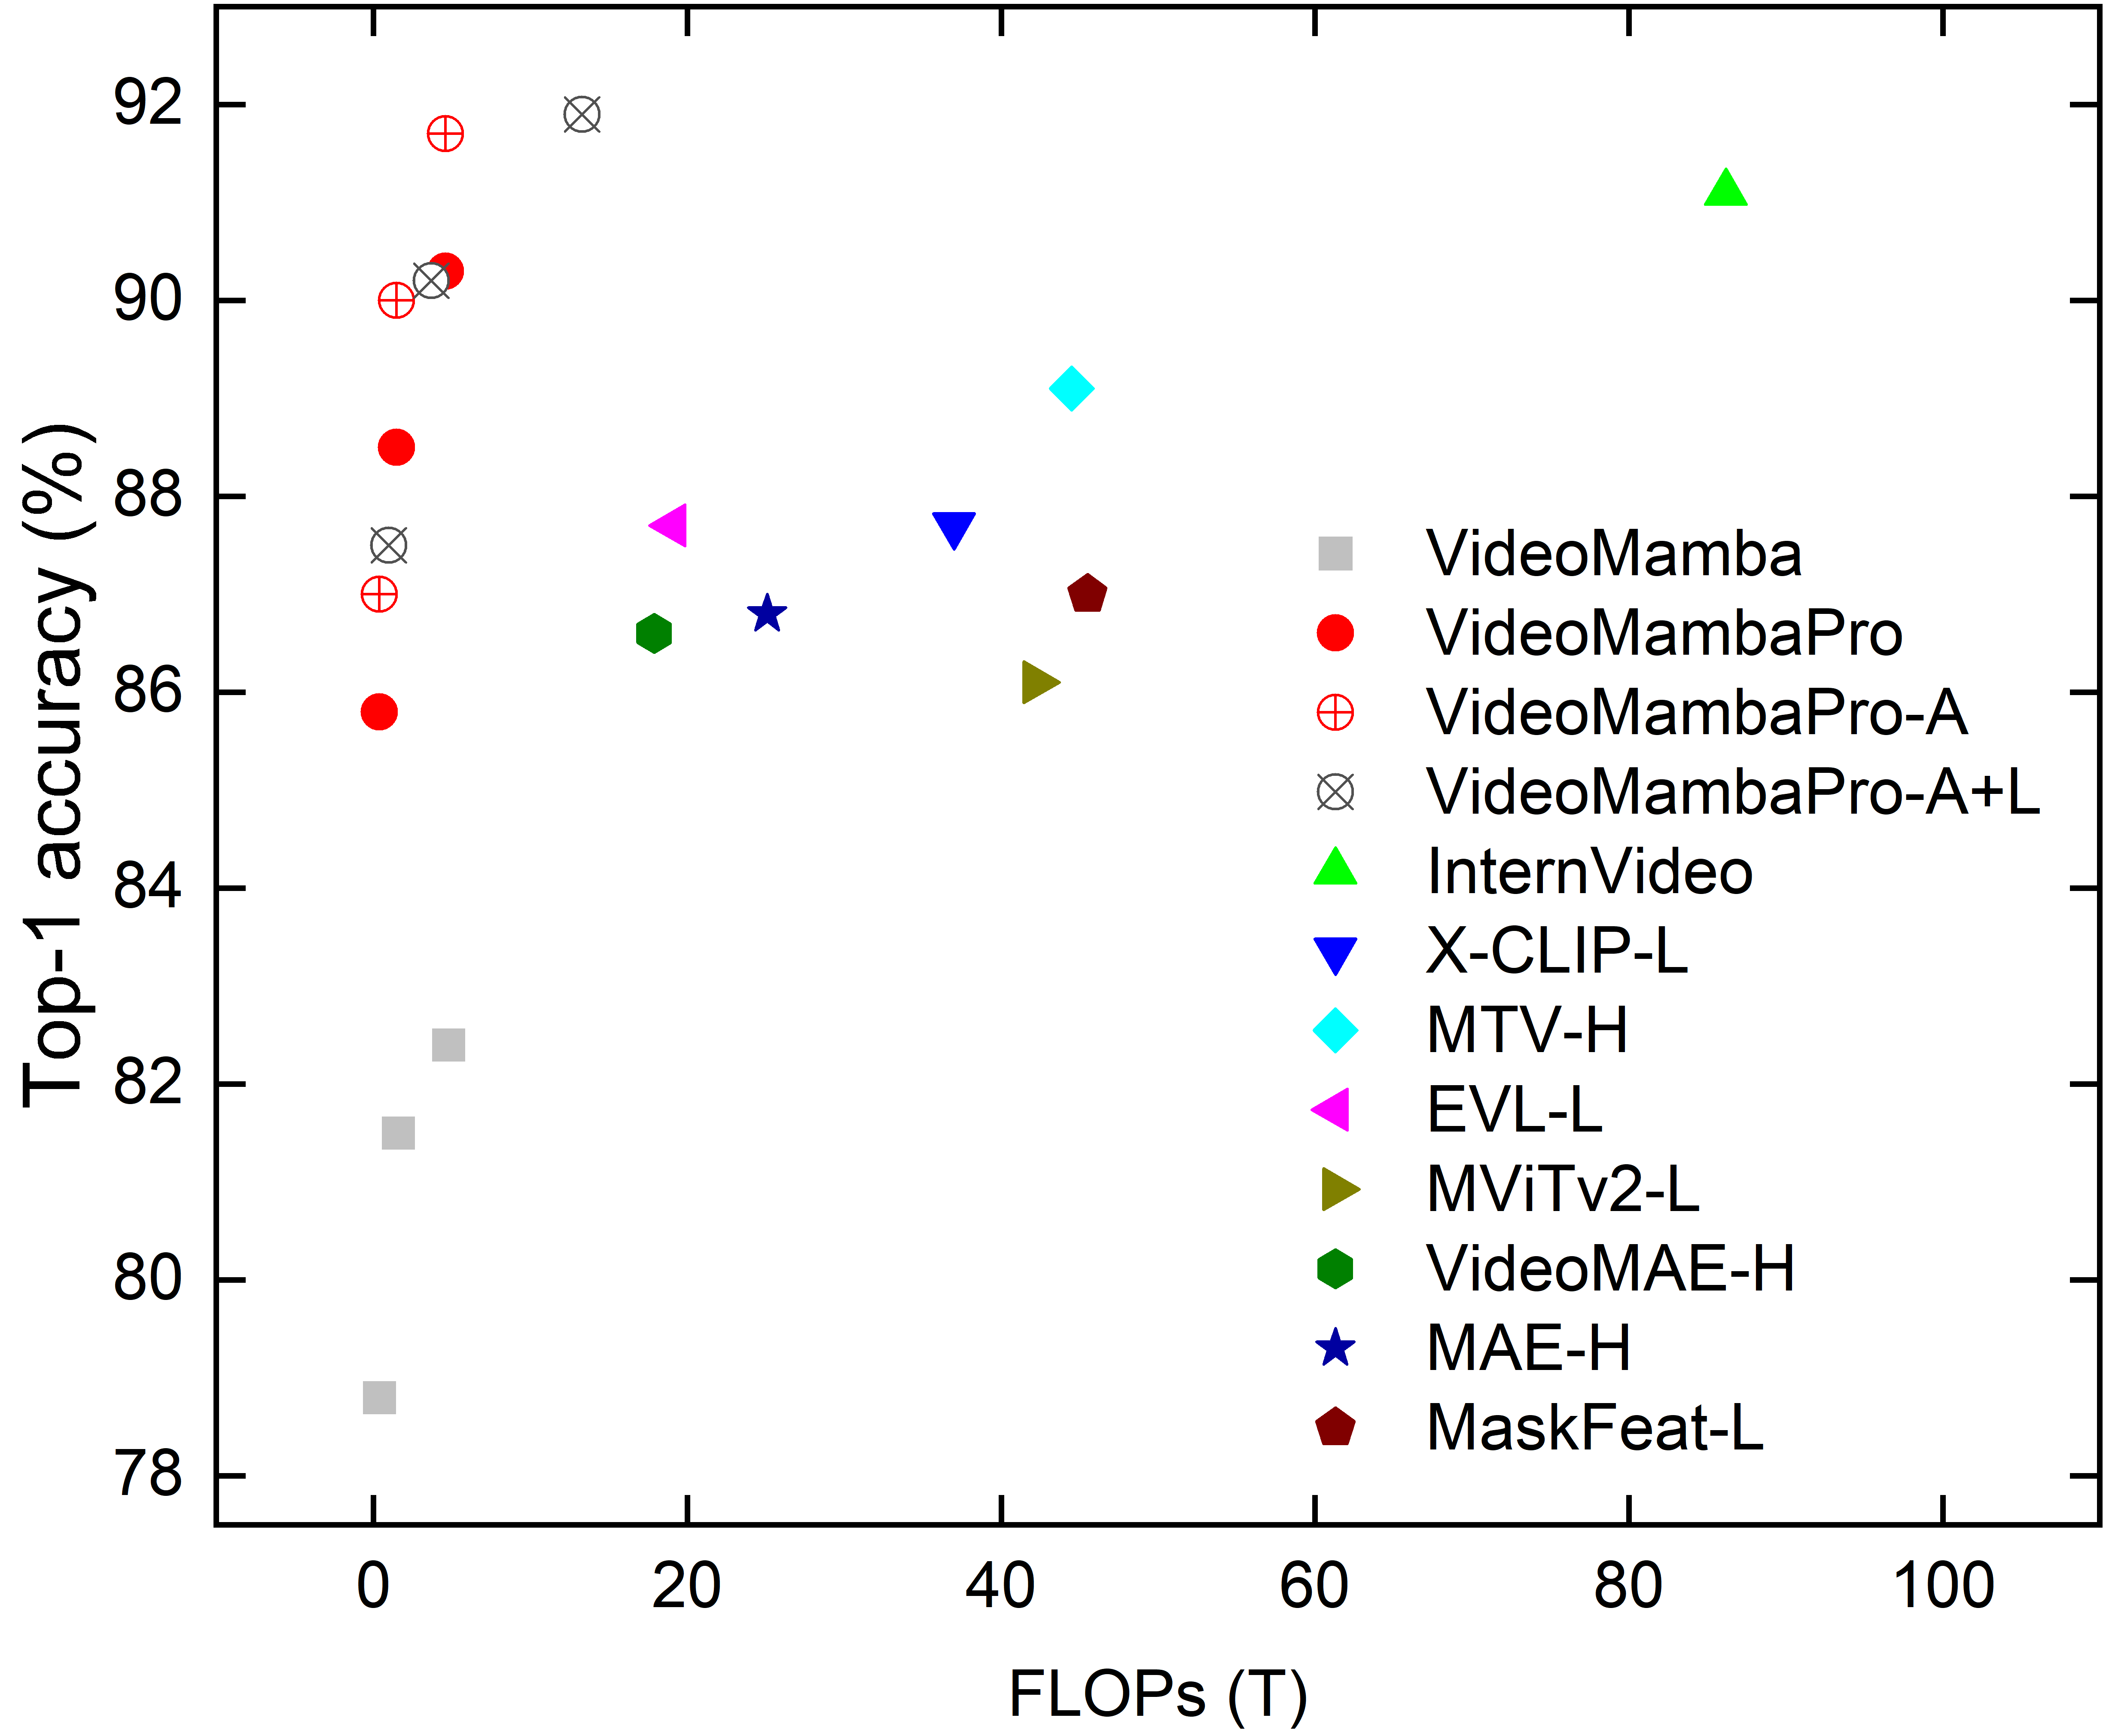 Top-1 accuracy (%)
92
90
88
86
84
82
80
78
VideoMamba
VideoMambaPro
VideoMambaPro-A
VideoMambaPro-A+L
InternVideo
X-CLIP-L
MTV-H
EVL-L
MViTv2-L
VideoMAE-H
MAE-H
MaskFeat-L
0 20 40 60 80 100
FLOPs (T)